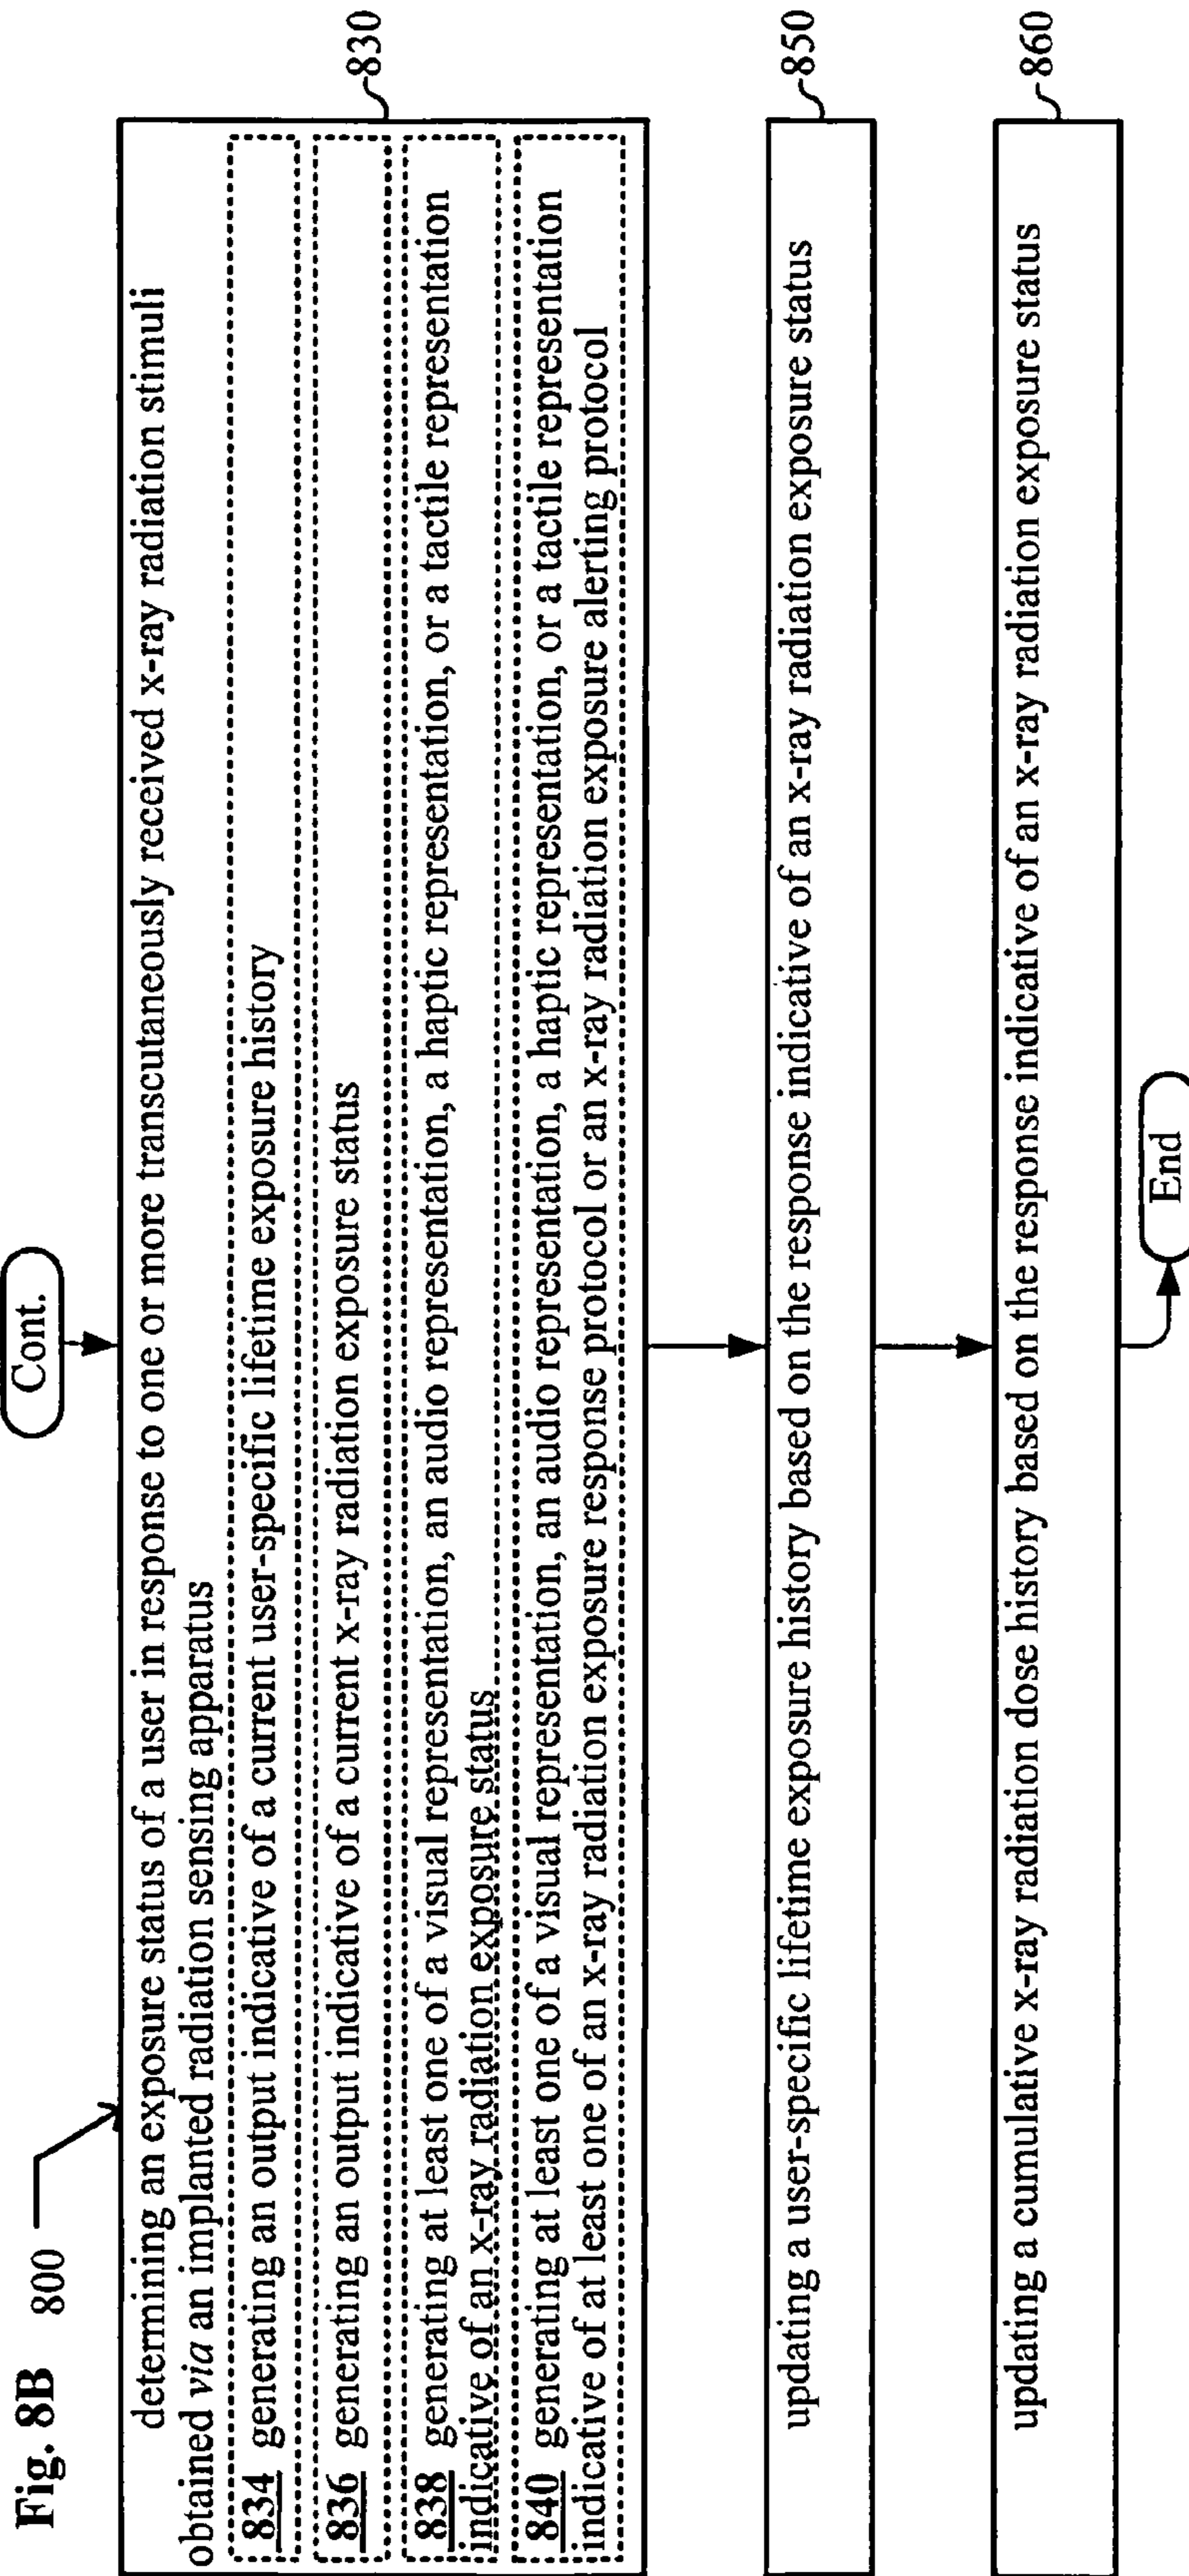 Fig. 8B
800
Cont.
determining an exposure status of a user in response to one or more transcutaneously received x-ray radiation stimuli
obtained via an implanted radiation sensing apparatus
834 generating an output indicative of a current user-specific lifetime exposure history
836 generating an output indicative of a current x-ray radiation exposure status
838 generating at least one of a visual representation, an audio representation, a haptic representation, or a tactile representation
indicative of an x-ray radiation exposure status
840 generating at least one of a visual representation, an audio representation, a haptic representation, or a tactile representation
indicative of at least one of an x-ray radiation exposure response protocol or an x-ray radiation exposure alerting protocol
830
updating a user-specific lifetime exposure history based on the response indicative of an x-ray radiation exposure status
850
updating a cumulative x-ray radiation dose history based on the response indicative of an x-ray radiation exposure status
860
End